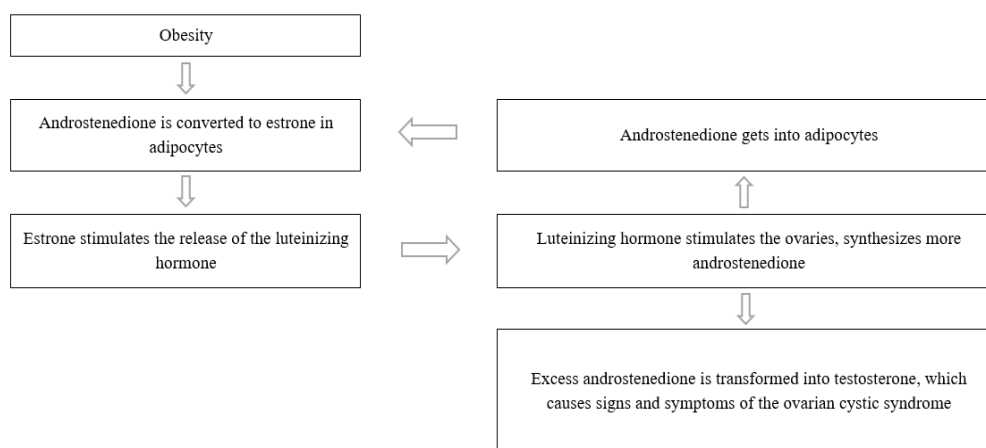 Obesity
Androstenedione is converted to estrone in
adipocytes
Androstenedione gets into adipocytes
Estrone stimulates the release of the luteinizing
hormone
Luteinizing hormone stimulates the ovaries, synthesizes more
androstenedione
Excess androstenedione is transformed into testosterone, which
causes signs and symptoms of the ovarian cystic syndrome